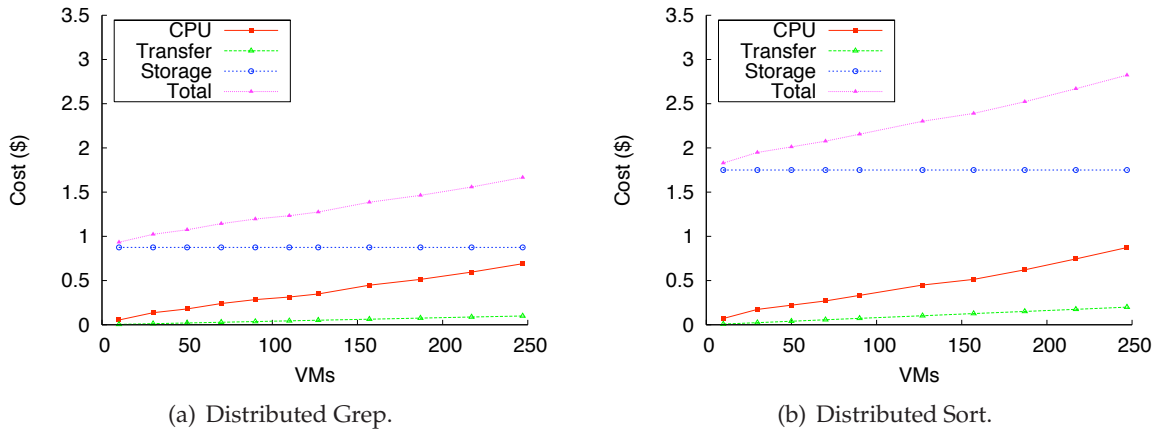 3.5
3
2.5
2
1.5
1
0.5
0
Cost ($)
CPU
Transfer
Storage
Total
0 50 100 150 200 250
VMs
(a) Distributed Grep.
3.5
3
2.5
2
1.5
1
0.5
0
Cost ($)
CPU
Transfer
Storage
Total
0 50 100 150 200 250
VMs
(b) Distributed Sort.